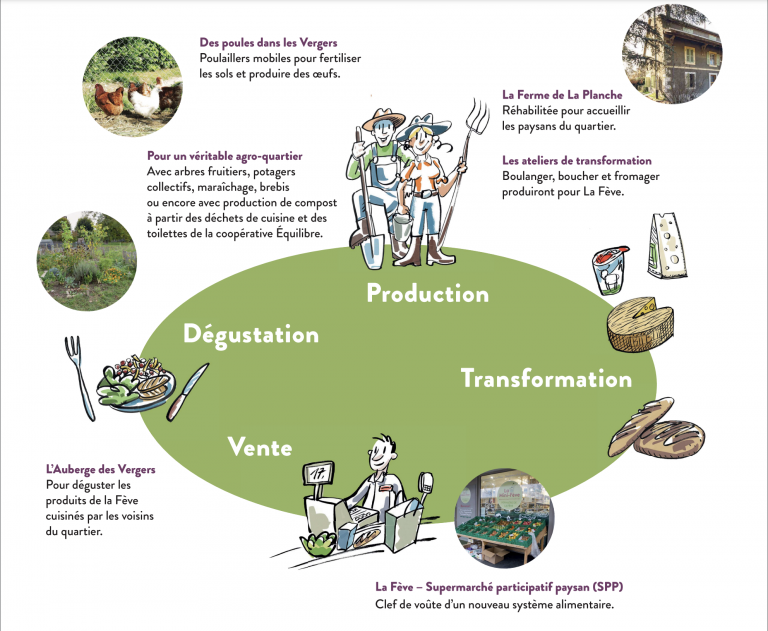 Des poules dans les Vergers
Poulaillers mobiles pour fertiliser
les sols et produire des œufs.
La Ferme de La Planche
Réhabilitée pour accueillir
les paysans du quartier.
Pour un véritable agro-quartier
Avec arbres fruitiers, potagers
collectifs, maraîchage, brebis
ou encore avec production de compost
à partir des déchets de cuisine et des
toilettes de la coopérative Équilibre.
Les ateliers de transformation
Boulanger, boucher et fromager
produiront pour La Fève.
Production
Dégustation
Transformation
Vente
17.
L'Auberge des Vergers
Pour déguster les
produits de la Fève
cuisinés par les voisins
du quartier.
La Fève – Supermarché participatif paysan (SPP)
Clef de voûte d'un nouveau système alimentaire.